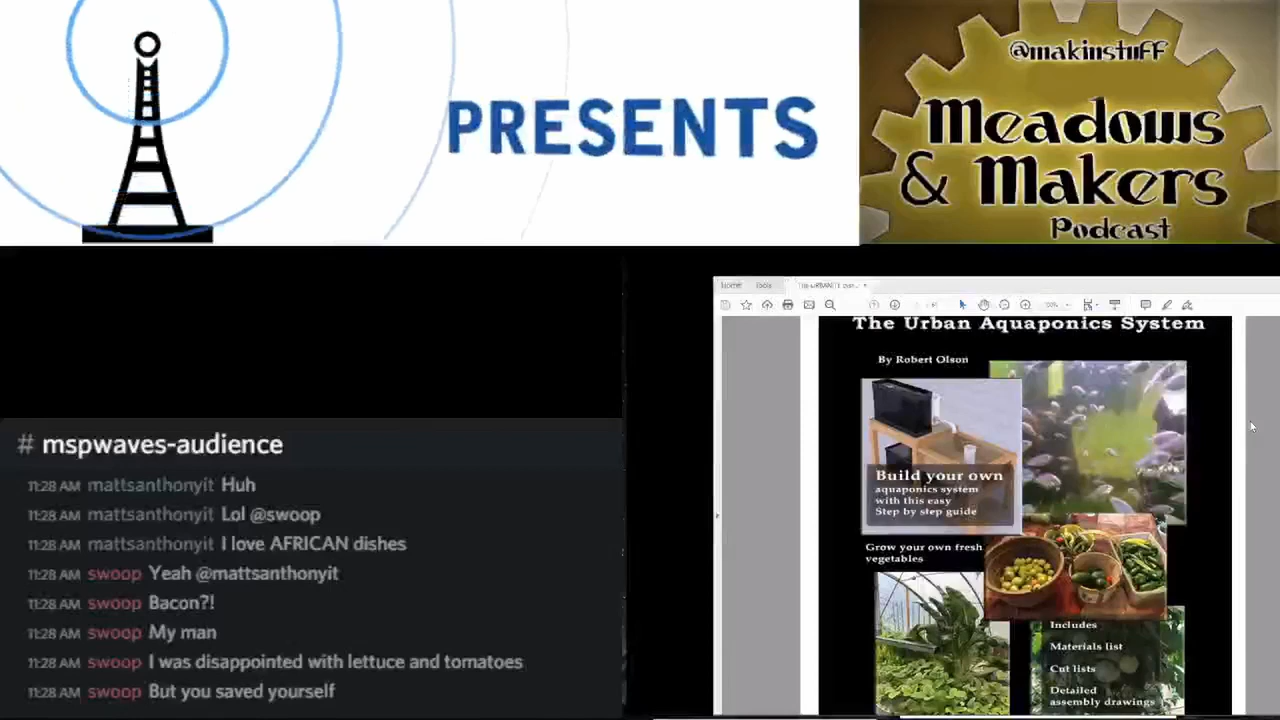 PRESENTS
@makinstuff
Meadows
& Makers
Podcast
# mspwaves-audience
11:28 AM mattsanthonyit Huh
11:28 AM mattsanthonyit Lol @swoop
11:28 AM mattsanthonyit I love AFRICAN dishes
11:28 AM swoop Yeah @mattsanthonyit
11:28 AM swoop Bacon?!
11:28 AM swoop My man
11:28 AM swoop I was disappointed with lettuce and tomatoes
11:28 AM swoop But you saved yourself
Home Tools
The Urban Aquaponics System
By Robert Olson
Build your own
aquaponics system
with this easy
Step by step guide
Grow your own fresh
vegetables
Includes
Materials list
Cut lists
Detailed
assembly drawings